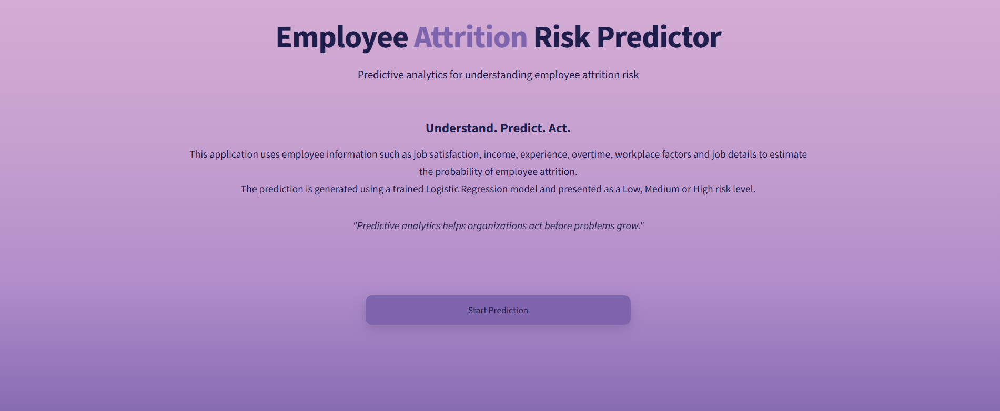 Employee Attrition Risk Predictor
Predictive analytics for understanding employee attrition risk
Understand. Predict. Act.
This application uses employee information such as job satisfaction, income, experience, overtime, workplace factors and job details to estimate
the probability of employee attrition.
The prediction is generated using a trained Logistic Regression model and presented as a Low, Medium or High risk level.
"Predictive analytics helps organizations act before problems grow."
Start Prediction